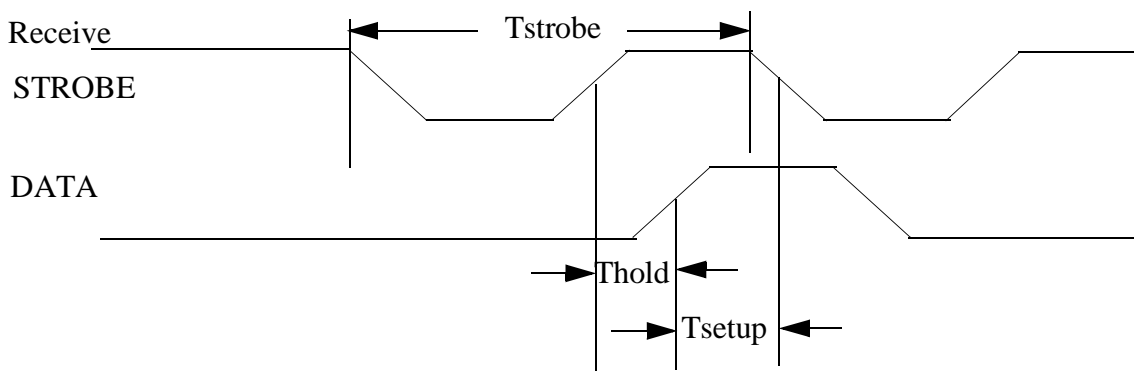 Tstrobe
Receive
STROBE
DATA
Thold
Tsetup